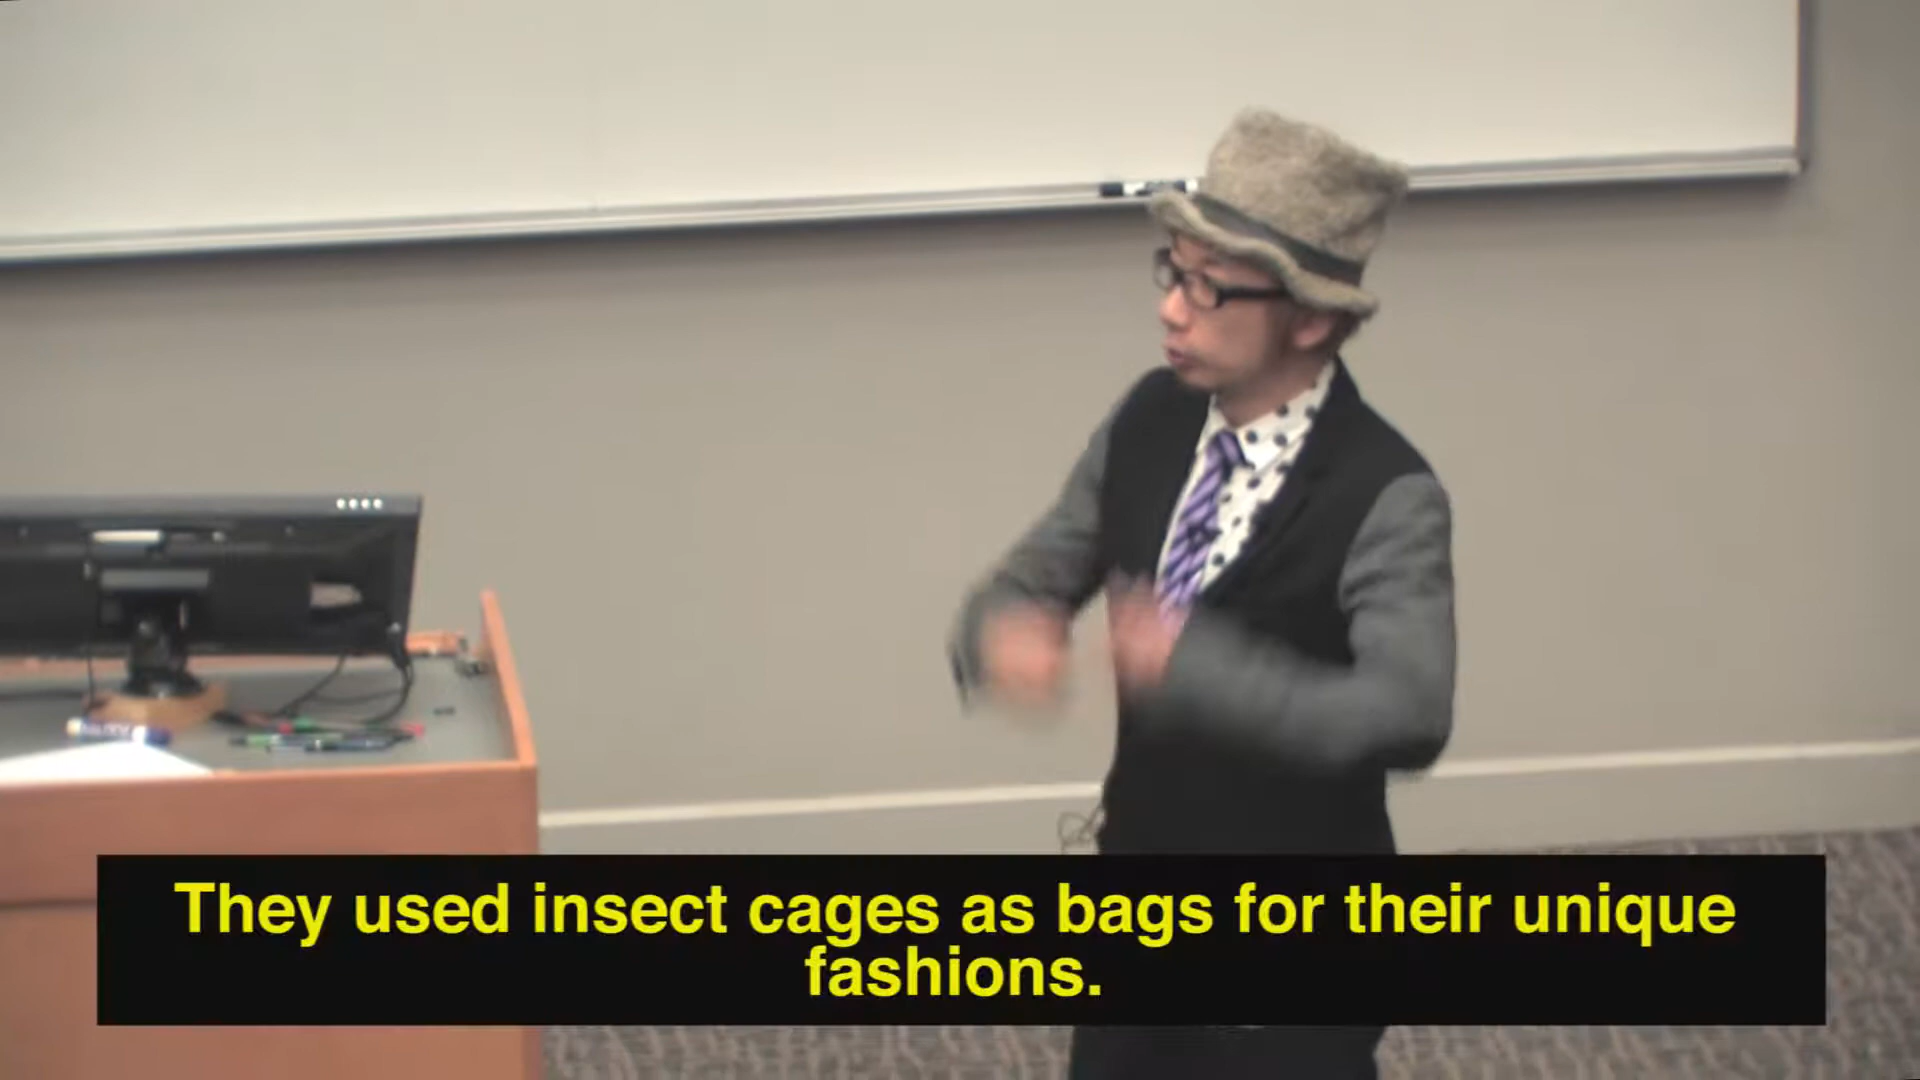 They used insect cages as bags for their unique
fashions.